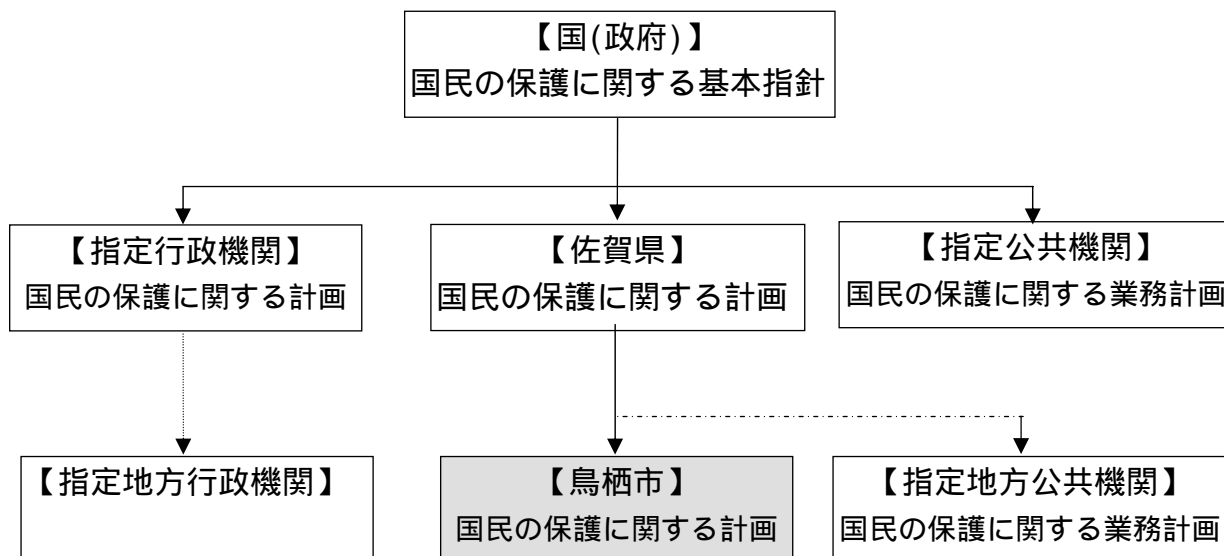 【国(政府)】
国民の保護に関する基本指針
【指定行政機関】
国民の保護に関する計画
【佐賀県】
国民の保護に関する計画
【指定公共機関】
国民の保護に関する業務計画
【指定地方行政機関】
【鳥栖市】
国民の保護に関する計画
【指定地方公共機関】
国民の保護に関する業務計画